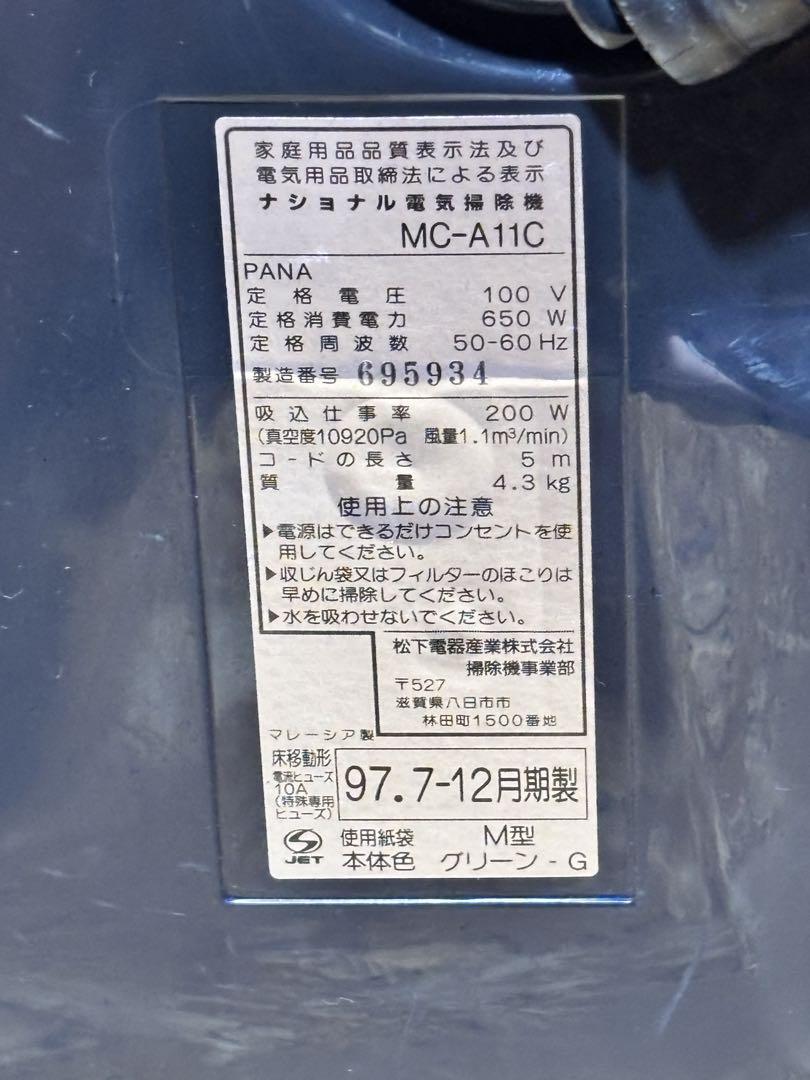 家庭用品品質表示法及び
電気用品取締法による表示
ナショナル電気掃除機
MC-A11C
PANA
定格電圧 100 V
定格消費電力 650 W
定格周波数 50-60 Hz
製造番号 695934
吸込仕事率 200 W
(真空度10920Pa 風量1.1m³/min)
コードの長さ 5 m
質量 4.3 kg
使用上の注意
▶電源はできるだけコンセントを使
用してください。
▶収じん袋又はフィルターのほこりは
早めに掃除してください。
▶水を吸わせないでください。
松下電器産業株式会社
掃除機事業部
〒527
滋賀県八日市市
林田町1500番地
マレーシア製
床移動形
電流ヒューズ
10A
(特殊専用
ヒューズ)
97.7-12月期製
JET
使用紙袋 M型
本体色 グリーン-G